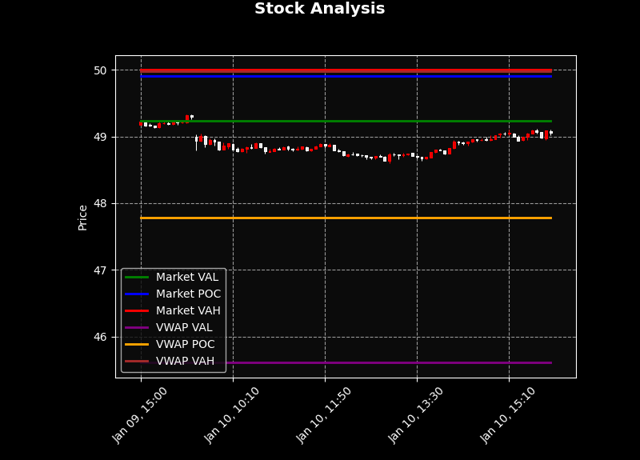 Stock Analysis
50
49
48
47
46
Price
Market VAL
Market POC
Market VAH
VWAP VAL
VWAP POC
VWAP VAH
Jan 09, 15:00
Jan 10, 10:10
Jan 10, 11:50
Jan 10, 13:30
Jan 10, 15:10